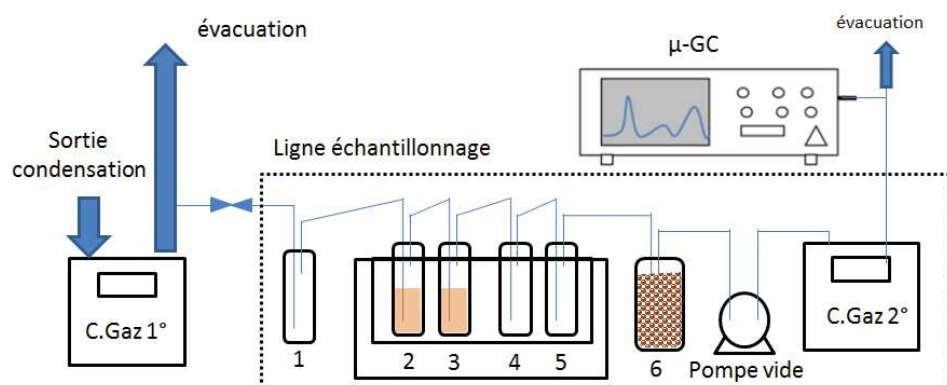 évacuation
évacuation
µ-GC
Sortie
condensation
Ligne échantillonnage
C.Gaz 1°
1
2
3
4
5
6
Pompe vide
C.Gaz 2°